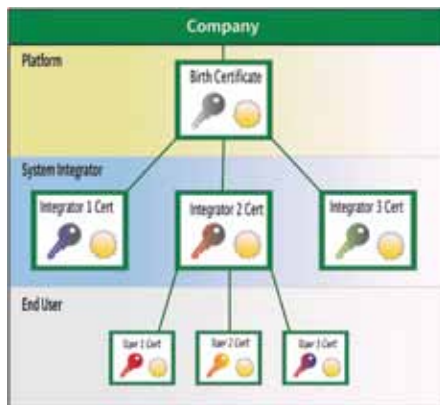 Company
Platform
Birth Certificate
System Integrator
Integrator 1 Cert
Integrator 2 Cert
Integrator 3 Cert
End User
User 1 Cert
User 2 Cert
User 3 Cert